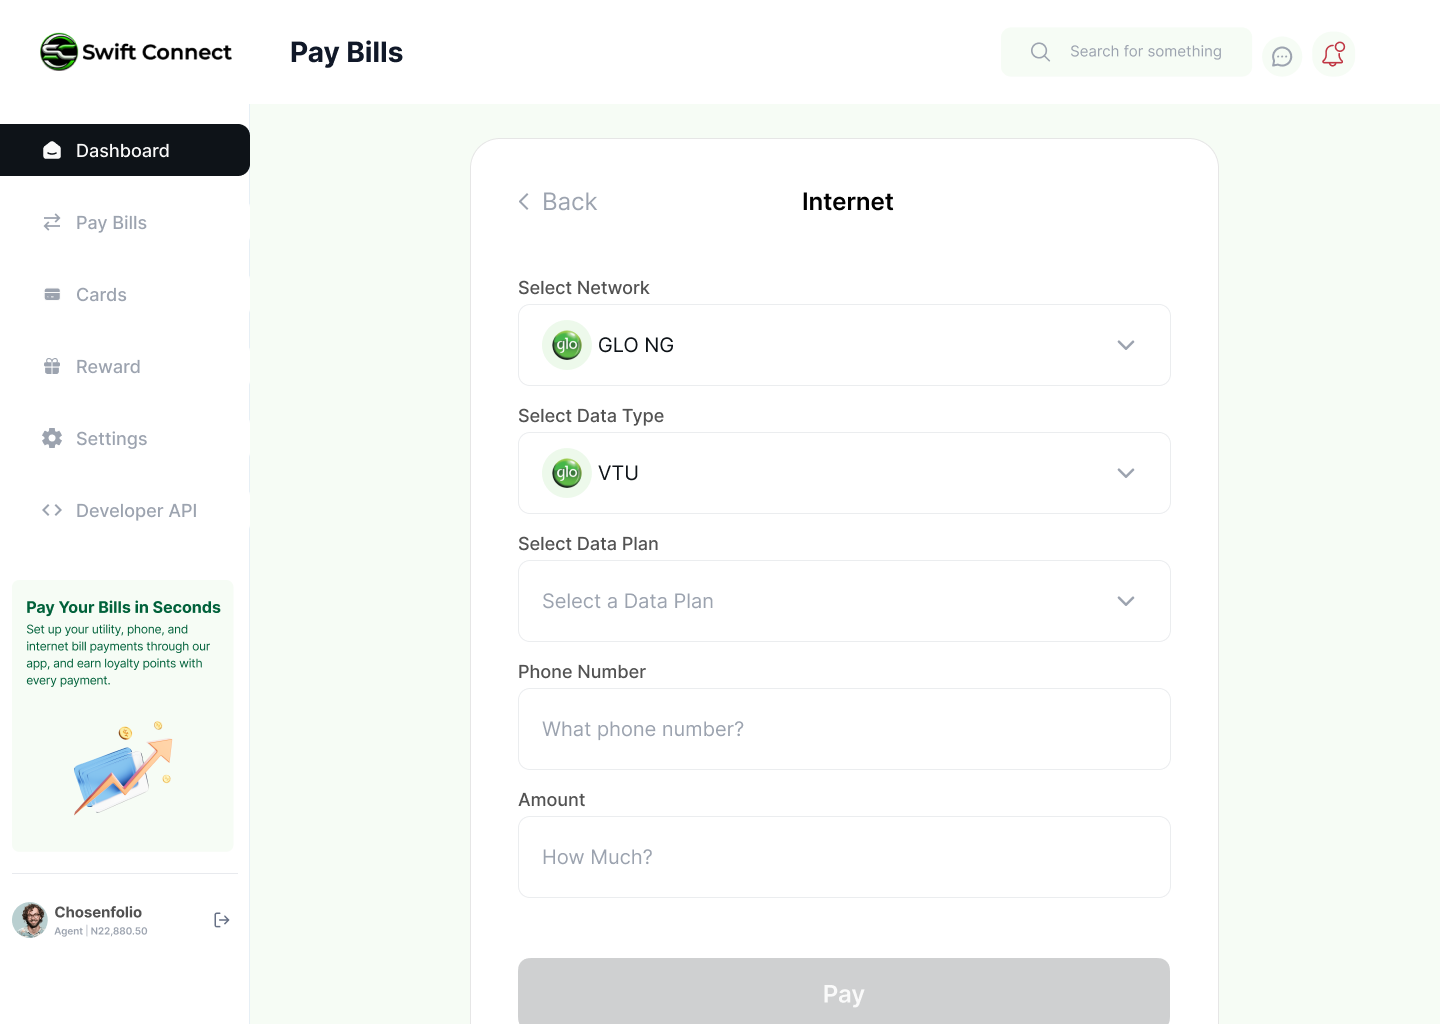 Swift Connect
Pay Bills
Search for something
Dashboard
Pay Bills
Cards
Reward
Settings
Developer API
Pay Your Bills in Seconds
Set up your utility, phone, and
internet bill payments through our
app, and earn loyalty points with
every payment.
Chosenfolio
Agent | N22,880.50
Back
Internet
Select Network
glo GLO NG
Select Data Type
glo VTU
Select Data Plan
Select a Data Plan
Phone Number
What phone number?
Amount
How Much?
Pay